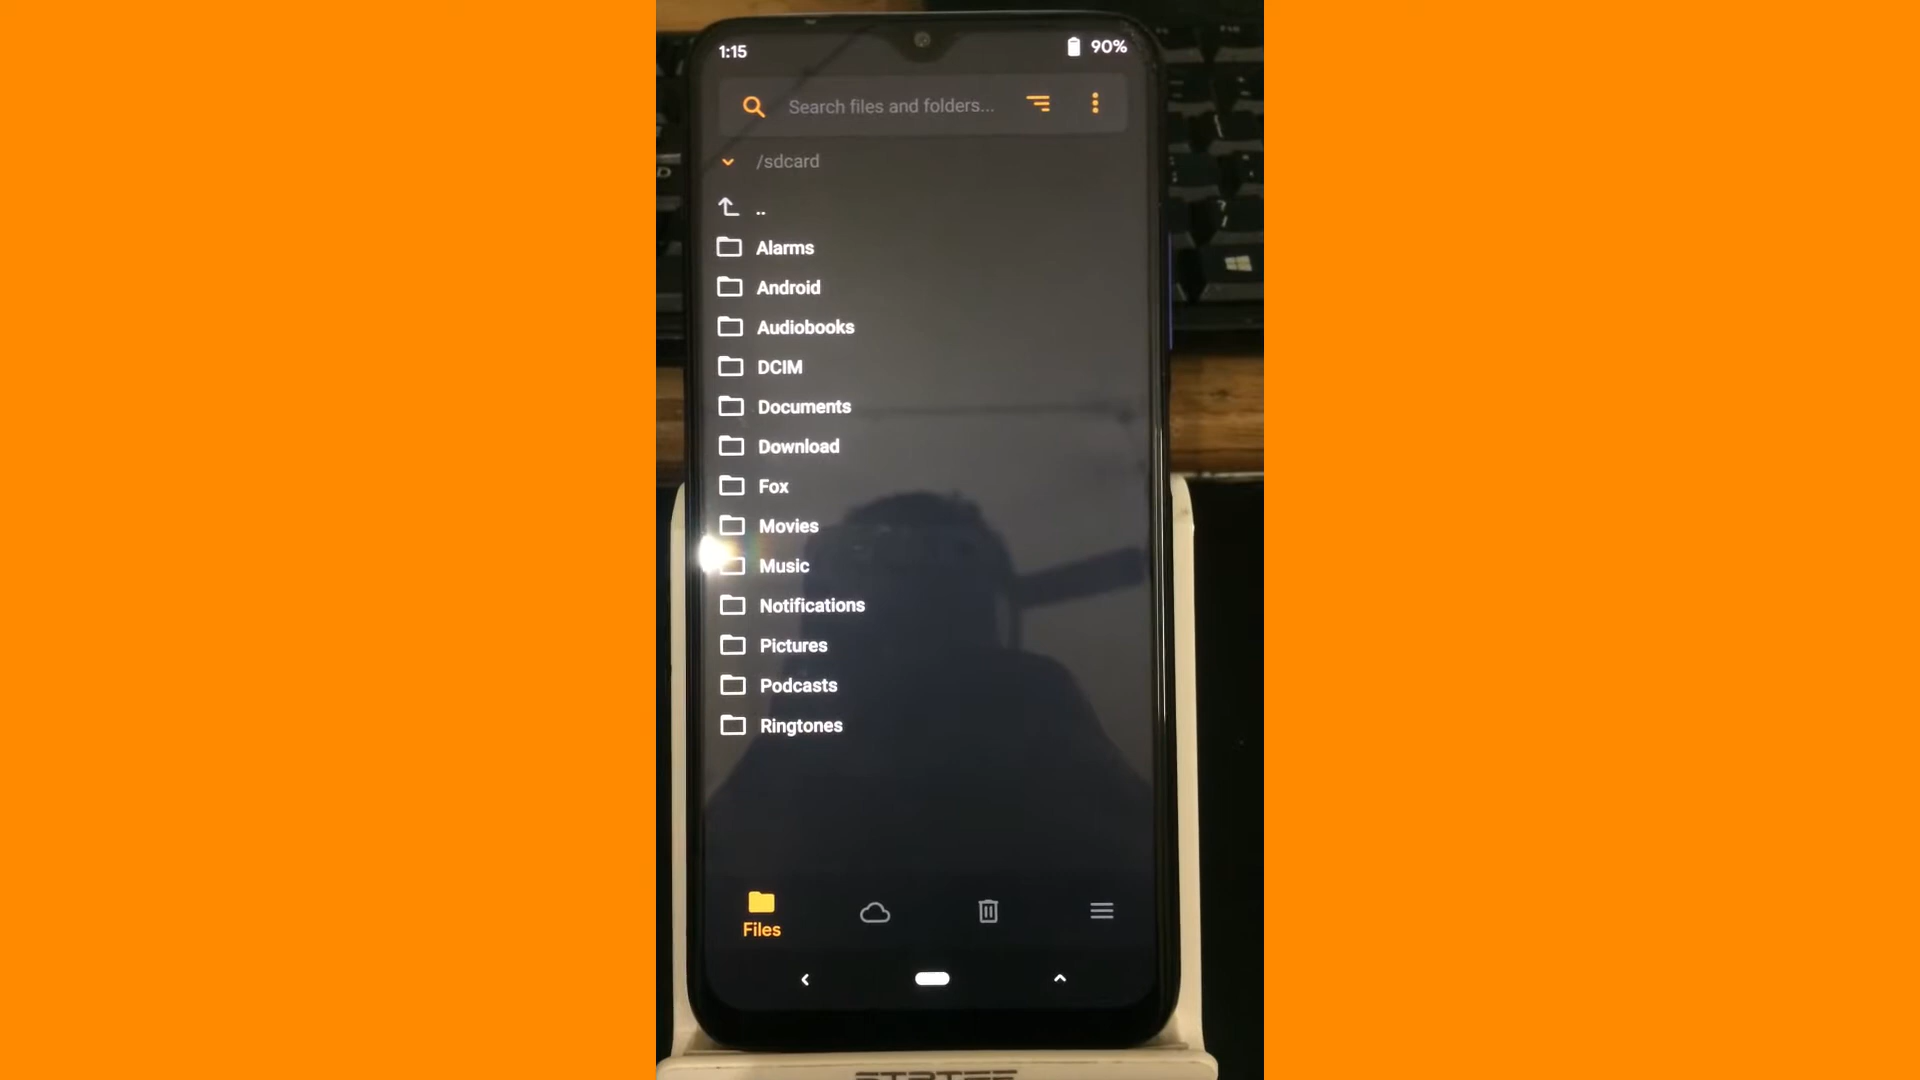 1:15
90%
Search files and folders...
/sdcard
..
Alarms
Android
Audiobooks
DCIM
Documents
Download
Fox
Movies
Music
Notifications
Pictures
Podcasts
Ringtones
Files